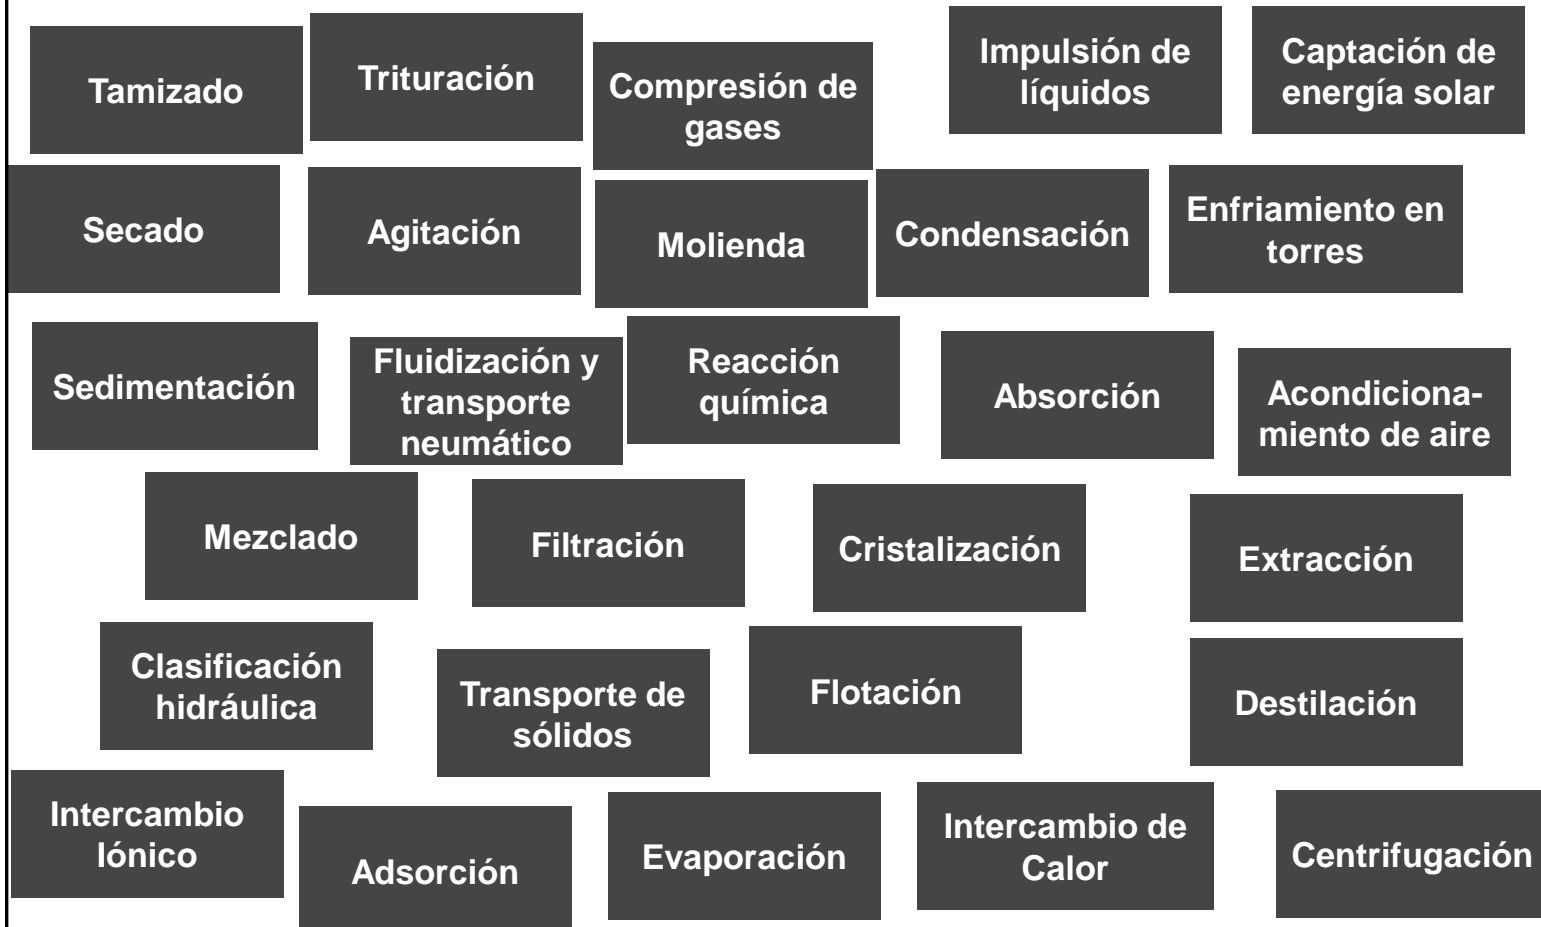 Tamizado
Trituración
Compresión de
gases
Impulsión de
líquidos
Captación de
energía solar
Secado
Agitación
Molienda
Condensación
Enfriamiento en
torres
Sedimentación
Fluidización y
transporte
neumático
Reacción
química
Absorción
Acondiciona-
miento de aire
Mezclado
Filtración
Cristalización
Extracción
Clasificación
hidráulica
Transporte de
sólidos
Flotación
Destilación
Intercambio
Iónico
Adsorción
Evaporación
Intercambio de
Calor
Centrifugación